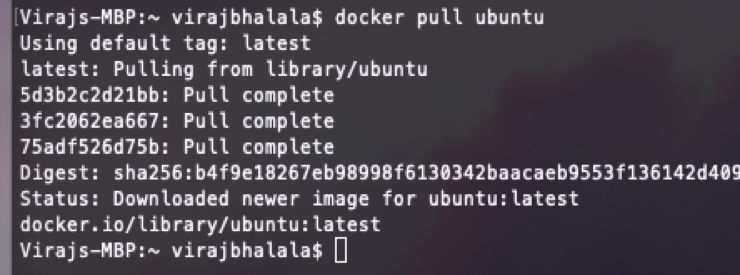 Virajs-MBP:~ virajbhalala$ docker pull ubuntu
Using default tag: latest
latest: Pulling from library/ubuntu
5d3b2c2d21bb: Pull complete
3fc2062ea667: Pull complete
75adf526d75b: Pull complete
Digest: sha256:b4f9e18267eb98998f6130342baacaeb9553f136142d409
Status: Downloaded newer image for ubuntu:latest
docker.io/library/ubuntu:latest
Virajs-MBP:~ virajbhalala$